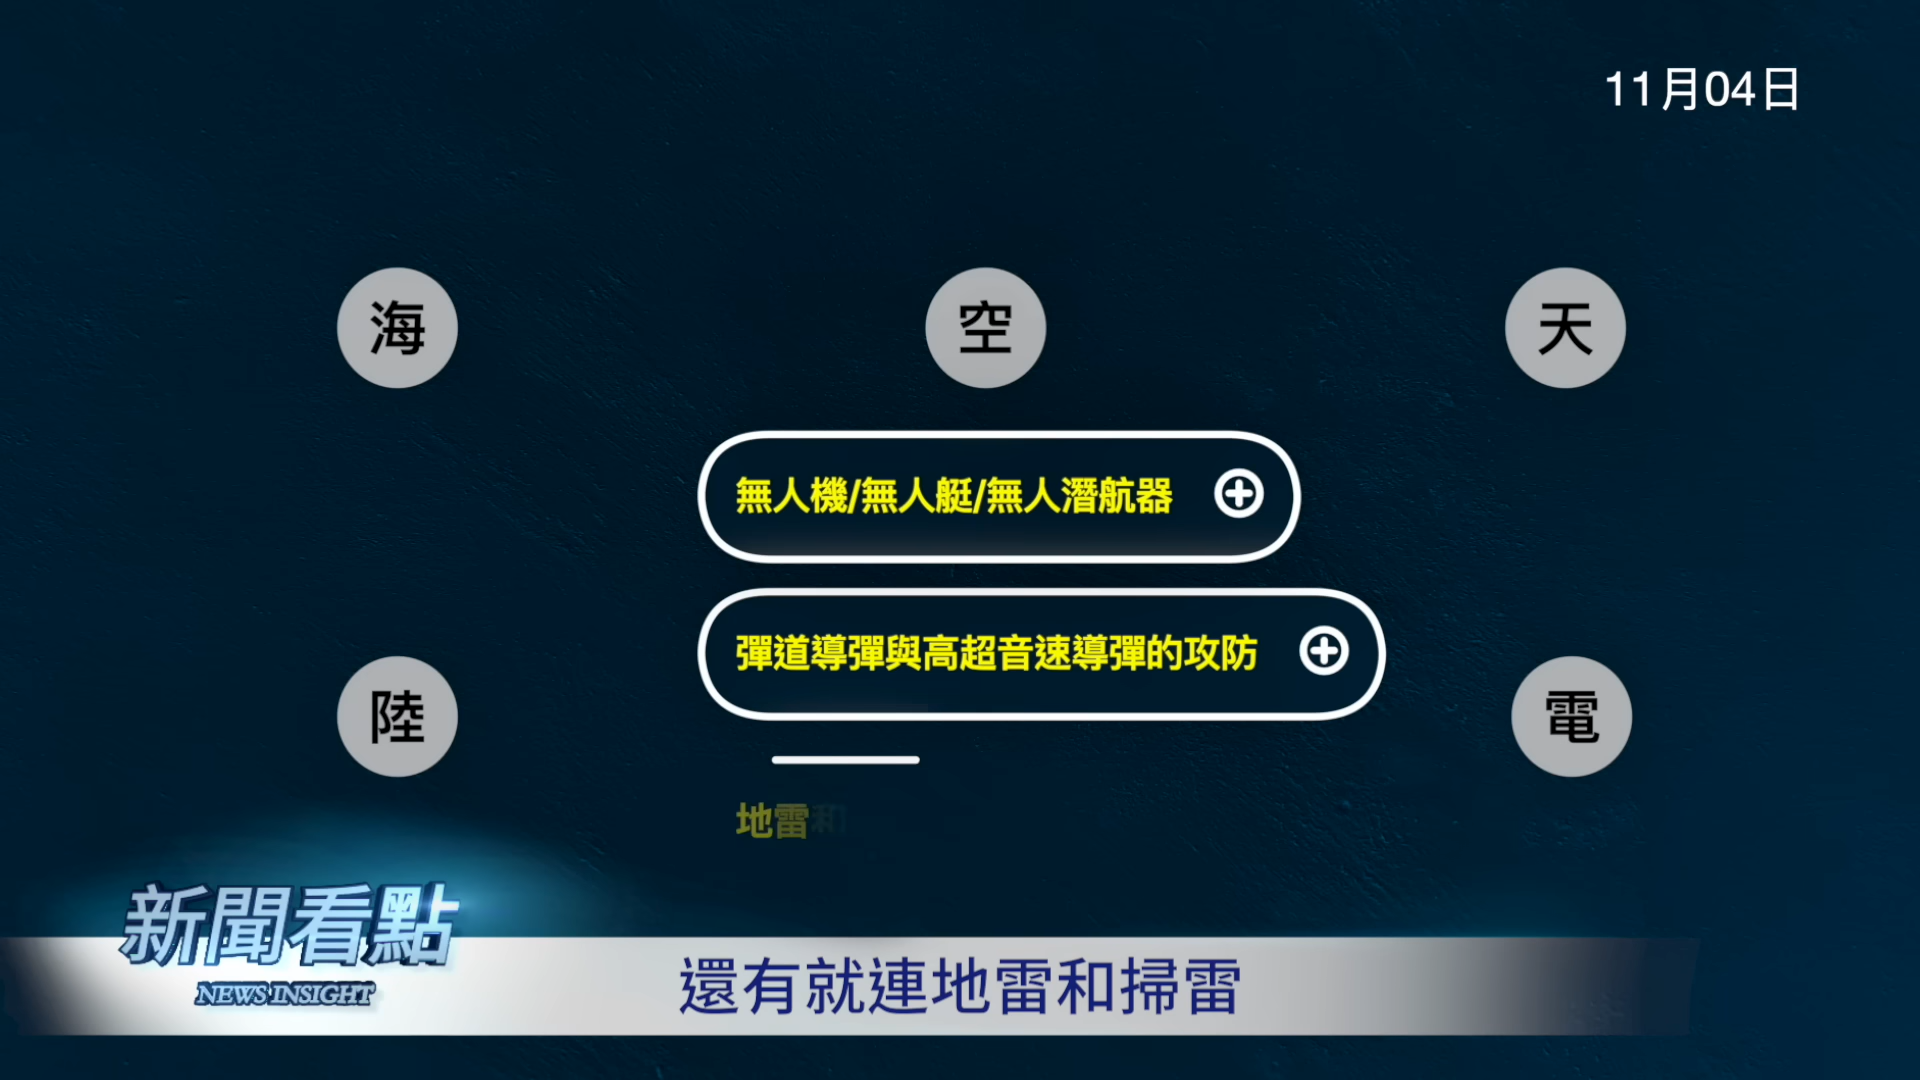 11月04日
海
空
天
無人機/無人艇/無人潛航器
彈道導彈與高超音速導彈的攻防
陸
電
地雷和
新聞看點
NEWS INSIGHT
還有就連地雷和掃雷